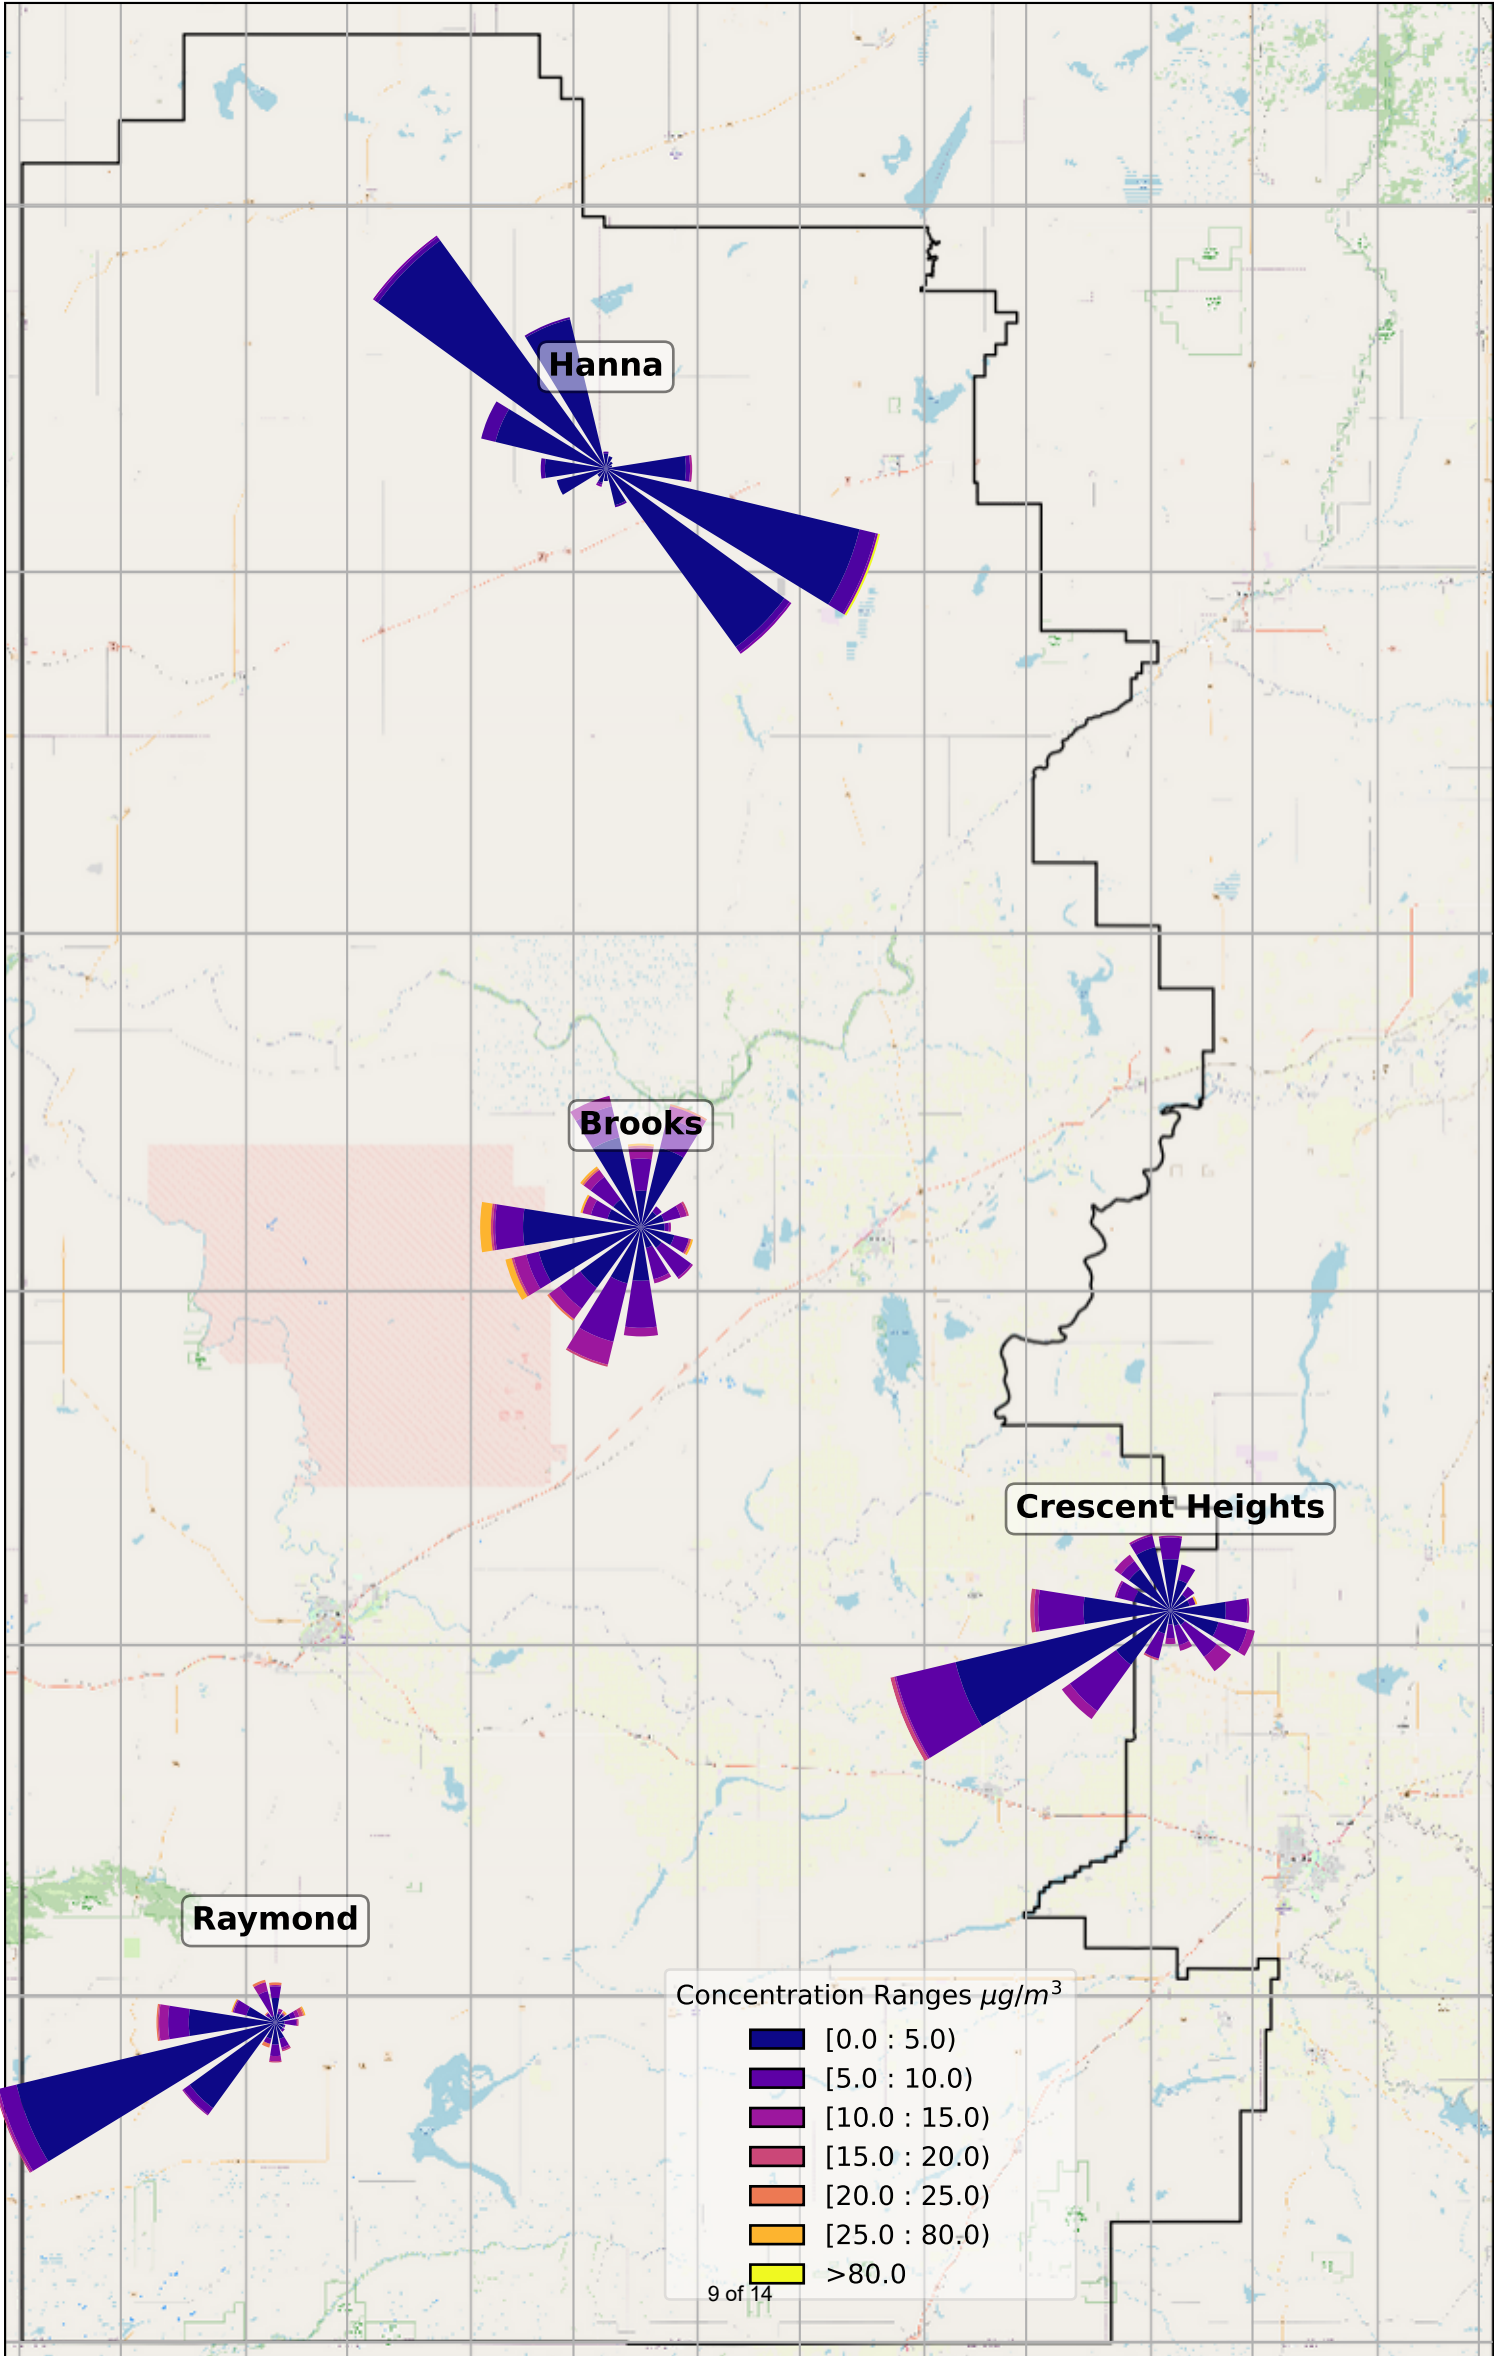 Hanna
Brooks
Crescent Heights
Raymond
Concentration Ranges μg/m³
[0.0 : 5.0)
[5.0 : 10.0)
[10.0 : 15.0)
[15.0 : 20.0)
[20.0 : 25.0)
[25.0 : 80.0)
>80.0
9 of 14